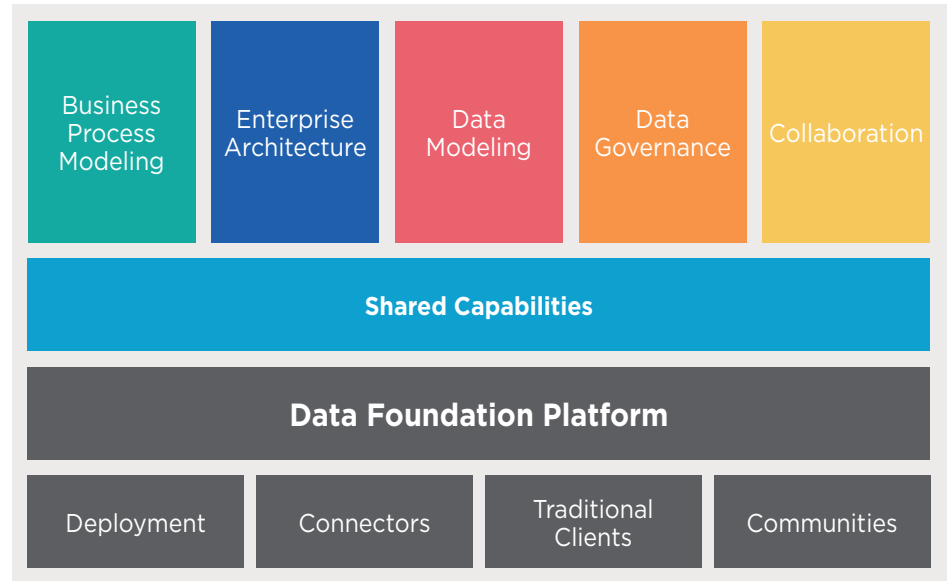 Business
Process
Modeling
Enterprise
Architecture
Data
Modeling
Data
Governance
Collaboration
Shared Capabilities
Data Foundation Platform
Deployment
Connectors
Traditional
Clients
Communities